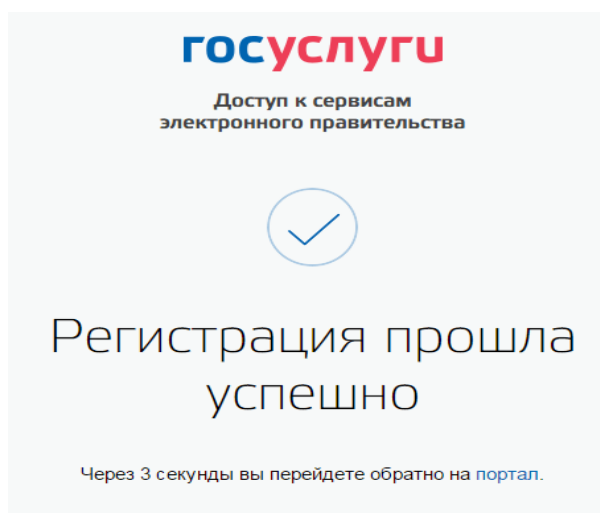 госуслуги
Доступ к сервисам
электронного правительства
Регистрация прошла
успешно
Через 3 секунды вы перейдете обратно на портал.